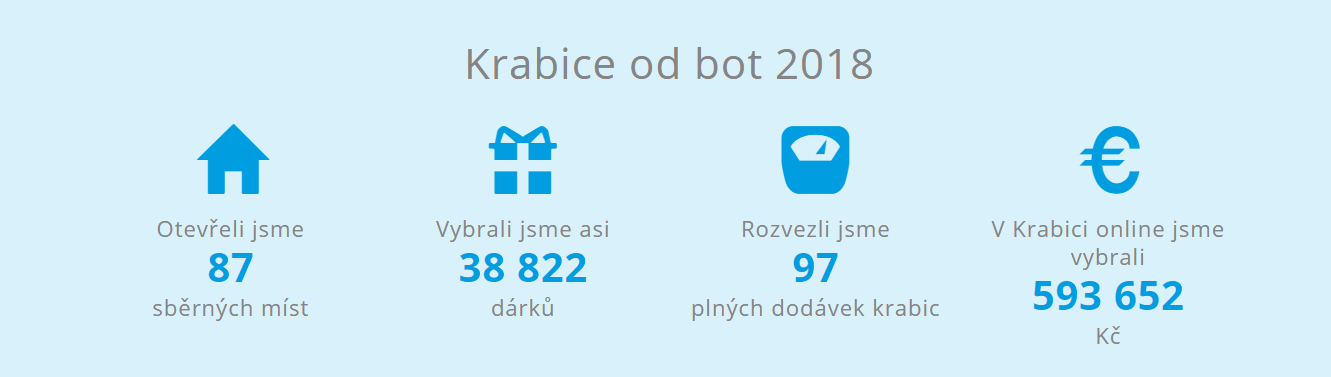 Krabice od bot 2018
Otevřeli jsme
87
sběrných míst
Vybrali jsme asi
38 822
dárků
Rozvezli jsme
97
plných dodávek krabic
V Krabici online jsme
vybrali
593 652
Kč